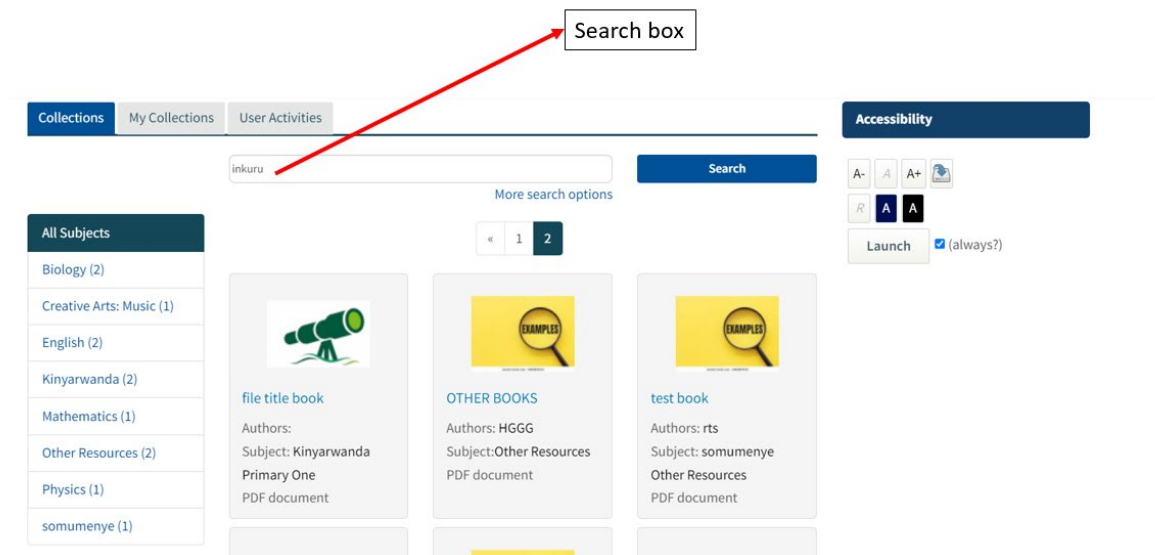 Search box
Collections
My Collections
User Activities
Accessibility
inkuru
Search
More search options
A- A A+
R A A
Launch (always?)
« 1 2
All Subjects
Biology (2)
Creative Arts: Music (1)
English (2)
Kinyarwanda (2)
Mathematics (1)
Other Resources (2)
Physics (1)
somumenye (1)
file title book
Authors:
Subject: Kinyarwanda
Primary One
PDF document
EXAMPLES
OTHER BOOKS
Authors: HGGG
Subject:Other Resources
PDF document
EXAMPLES
test book
Authors: rts
Subject: somumenye
Other Resources
PDF document